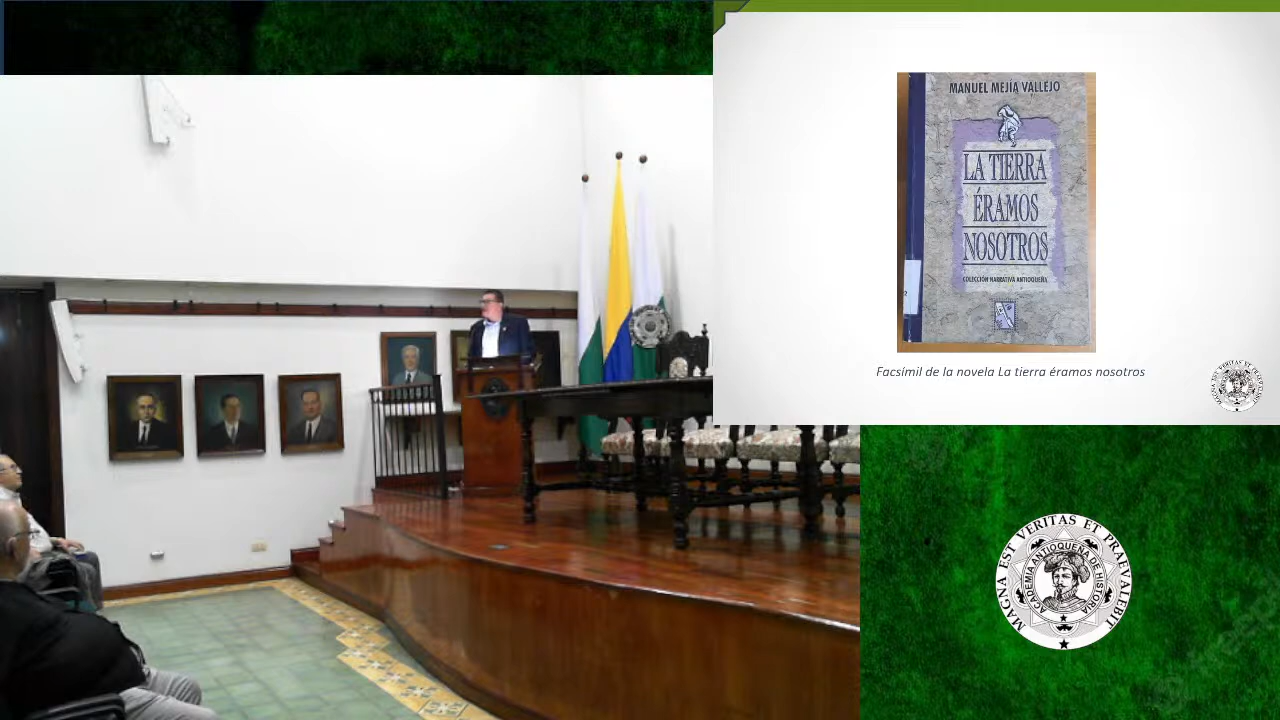 MANUEL MEJÍA VALLEJO
LA TIERRA
ÉRAMOS
NOSOTROS
COLECCIÓN NARRATIVA ANTIOQUEÑA
Facsímil de la novela La tierra éramos nosotros
MAGNA EST VERITAS ET PRAEVALEBIT
ACADEMIA ANTIOQUEÑA DE HISTORIA